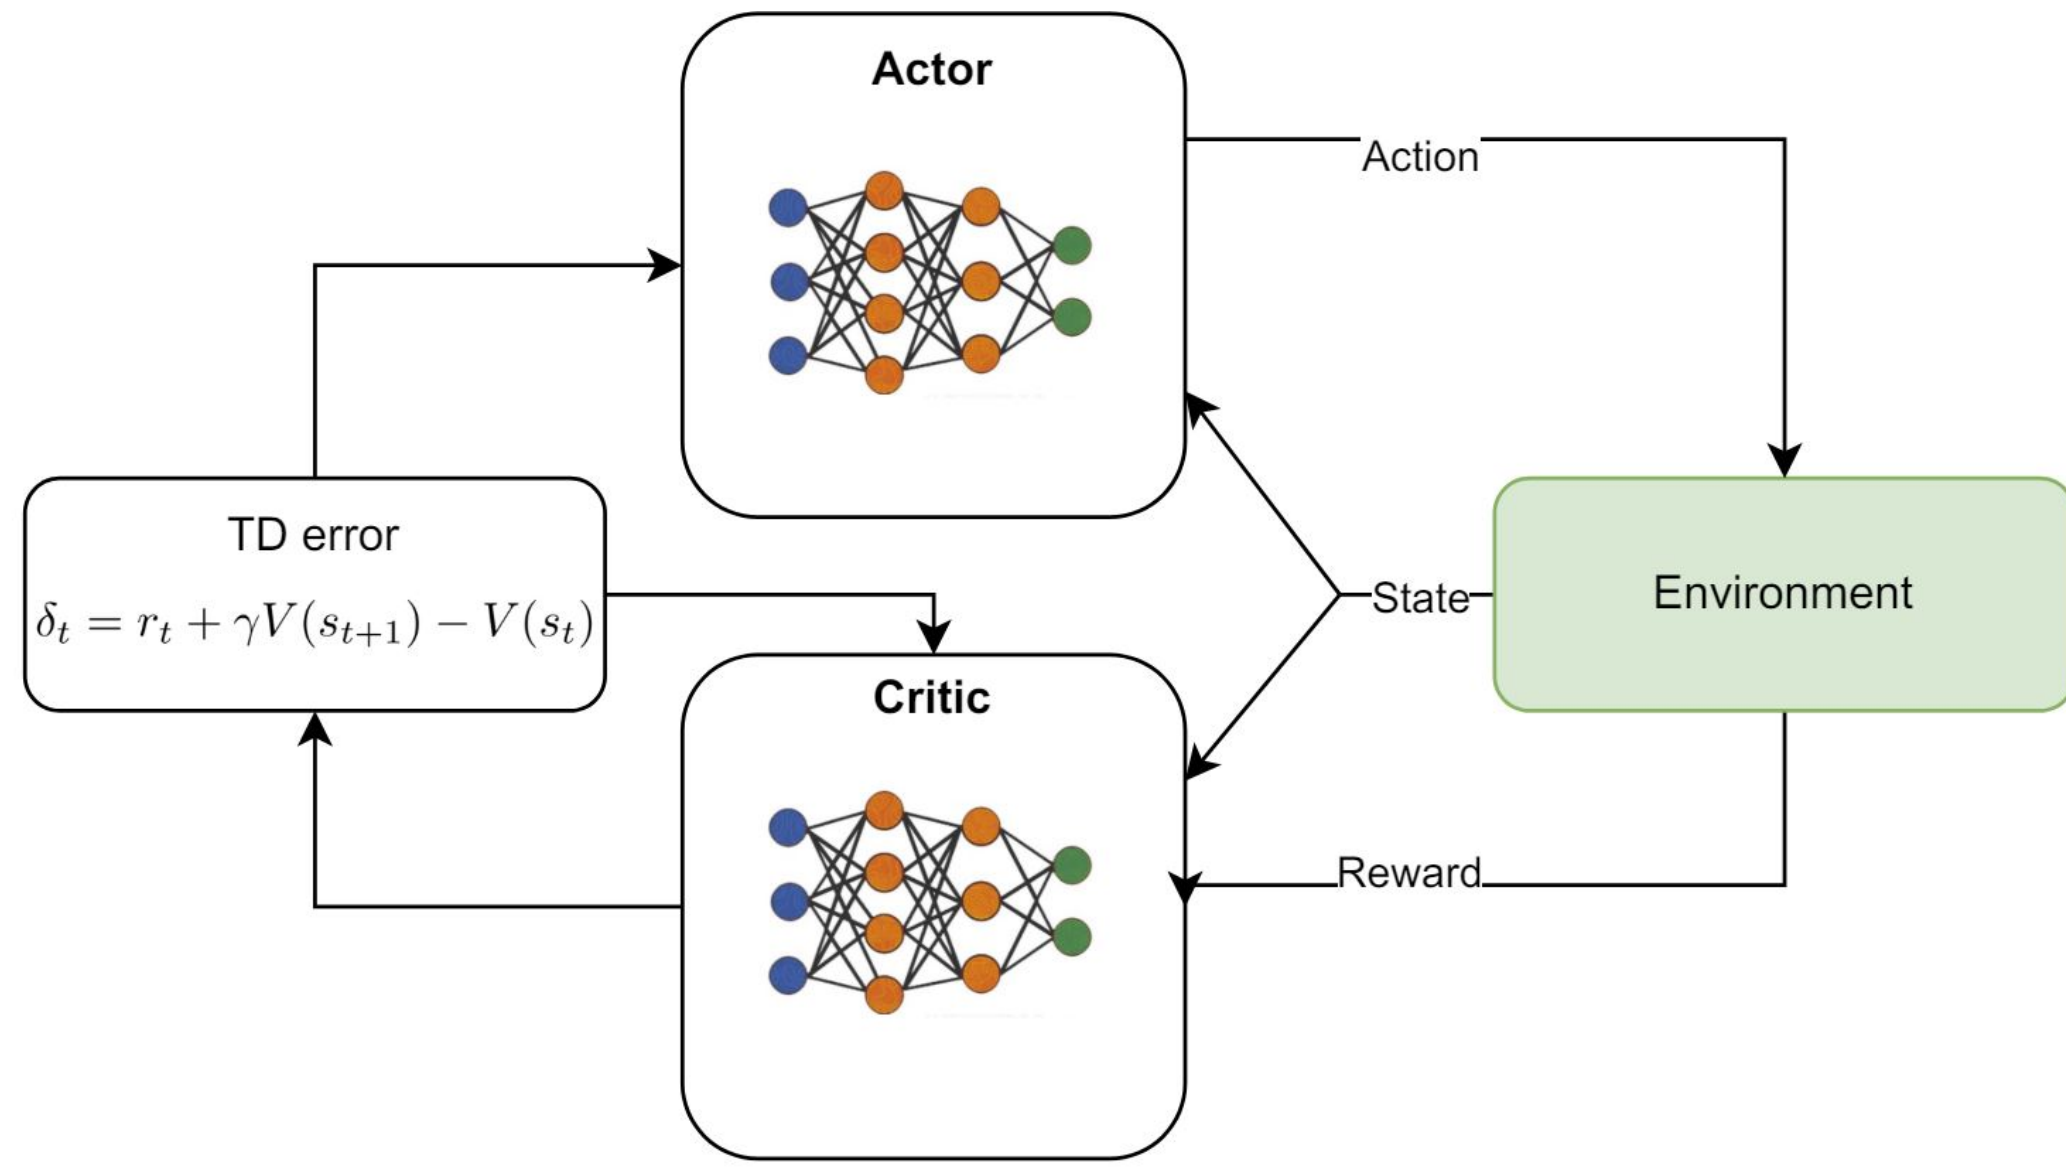 Actor
Action
TD error
δ_t = r_t + γV(s_{t+1}) − V(s_t)
State
Environment
Critic
Reward